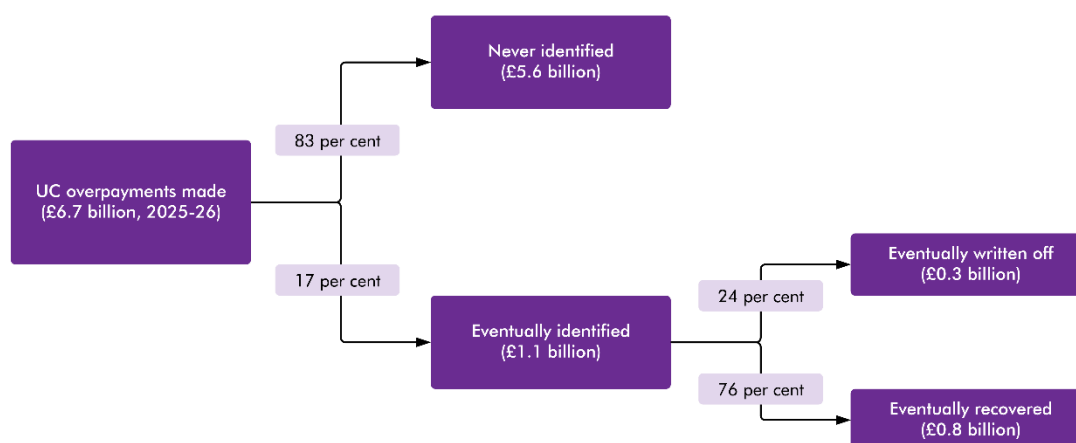 Never identified
(£5.6 billion)
83 per cent
UC overpayments made
(£6.7 billion, 2025-26)
17 per cent
Eventually identified
(£1.1 billion)
24 per cent
Eventually written off
(£0.3 billion)
76 per cent
Eventually recovered
(£0.8 billion)